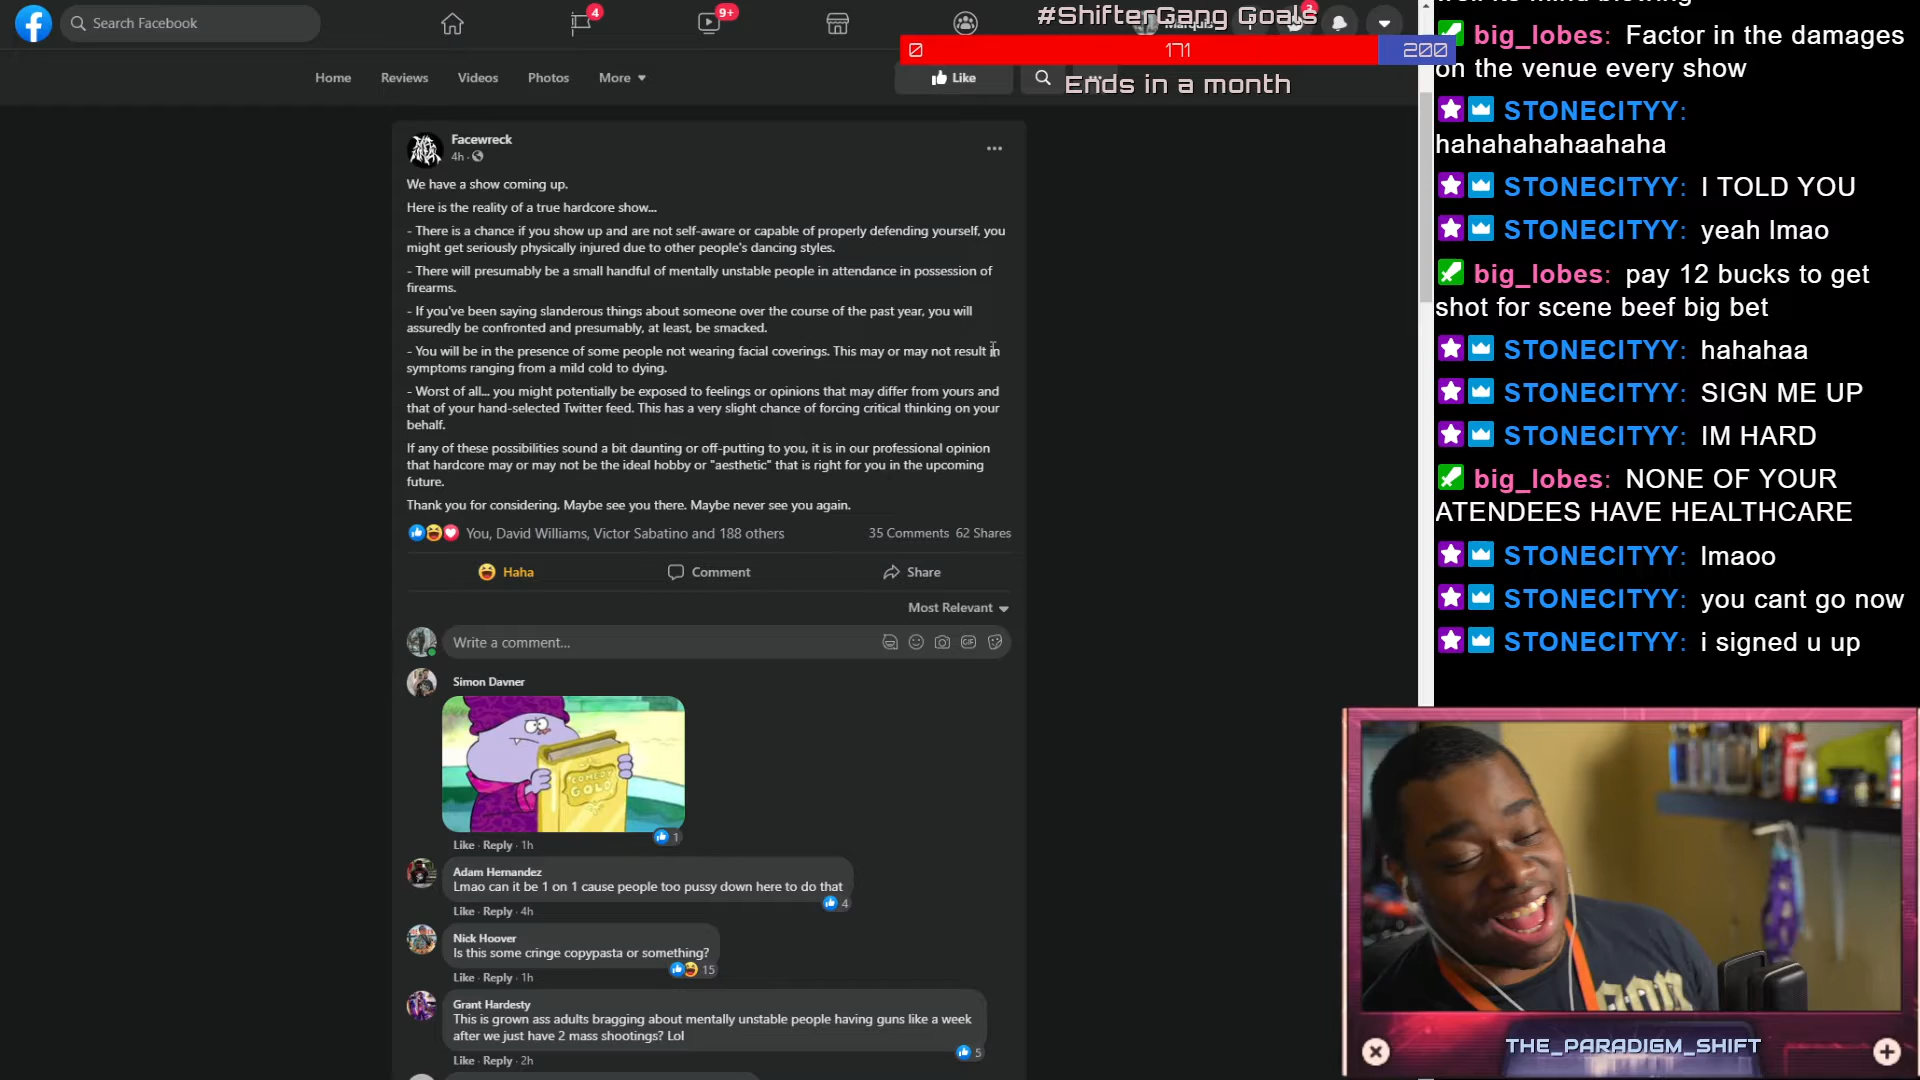 Search Facebook
4
9+
#ShifterGang Goals
0
171
200
Ends in a month
Home
Reviews
Videos
Photos
More
Like
Facewreck
4h ·
We have a show coming up.
Here is the reality of a true hardcore show...
- There is a chance if you show up and are not self-aware or capable of properly defending yourself, you
might get seriously physically injured due to other people's dancing styles.
- There will presumably be a small handful of mentally unstable people in attendance in possession of
firearms.
- If you've been saying slanderous things about someone over the course of the past year, you will
assuredly be confronted and presumably, at least, be smacked.
- You will be in the presence of some people not wearing facial coverings. This may or may not result in
symptoms ranging from a mild cold to dying.
- Worst of all... you might potentially be exposed to feelings or opinions that may differ from yours and
that of your hand-selected Twitter feed. This has a very slight chance of forcing critical thinking on your
behalf.
If any of these possibilities sound a bit daunting or off-putting to you, it is in our professional opinion
that hardcore may or may not be the ideal hobby or "aesthetic" that is right for you in the upcoming
future.
Thank you for considering. Maybe see you there. Maybe never see you again.
You, David Williams, Victor Sabatino and 188 others
35 Comments 62 Shares
Haha
Comment
Share
Most Relevant
Write a comment...
GIF
Simon Davner
COMEDY
GOLD
1
Like · Reply · 1h
Adam Hernandez
Lmao can it be 1 on 1 cause people too pussy down here to do that
4
Like · Reply · 4h
Nick Hoover
Is this some cringe copypasta or something?
15
Like · Reply · 1h
Grant Hardesty
This is grown ass adults bragging about mentally unstable people having guns like a week
after we just have 2 mass shootings? Lol
5
Like · Reply · 2h
big_lobes: Factor in the damages
on the venue every show
STONECITYY:
hahahahahaahaha
STONECITYY: I TOLD YOU
STONECITYY: yeah lmao
big_lobes: pay 12 bucks to get
shot for scene beef big bet
STONECITYY: hahahaa
STONECITYY: SIGN ME UP
STONECITYY: IM HARD
big_lobes: NONE OF YOUR
ATENDEES HAVE HEALTHCARE
STONECITYY: lmaoo
STONECITYY: you cant go now
STONECITYY: i signed u up
THE_PARADIGM_SHIFT